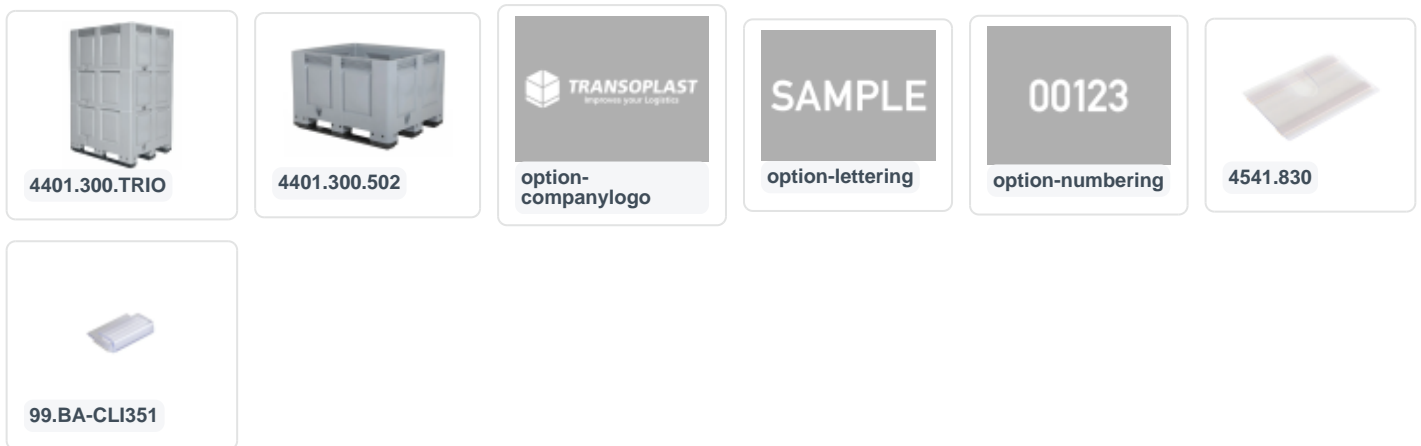 TRANSOPLAST
Improves your Logistics
SAMPLE
00123
4401.300.TRIO
4401.300.502
option-
companylogo
option-lettering
option-numbering
4541.830
99.BA-CLI351